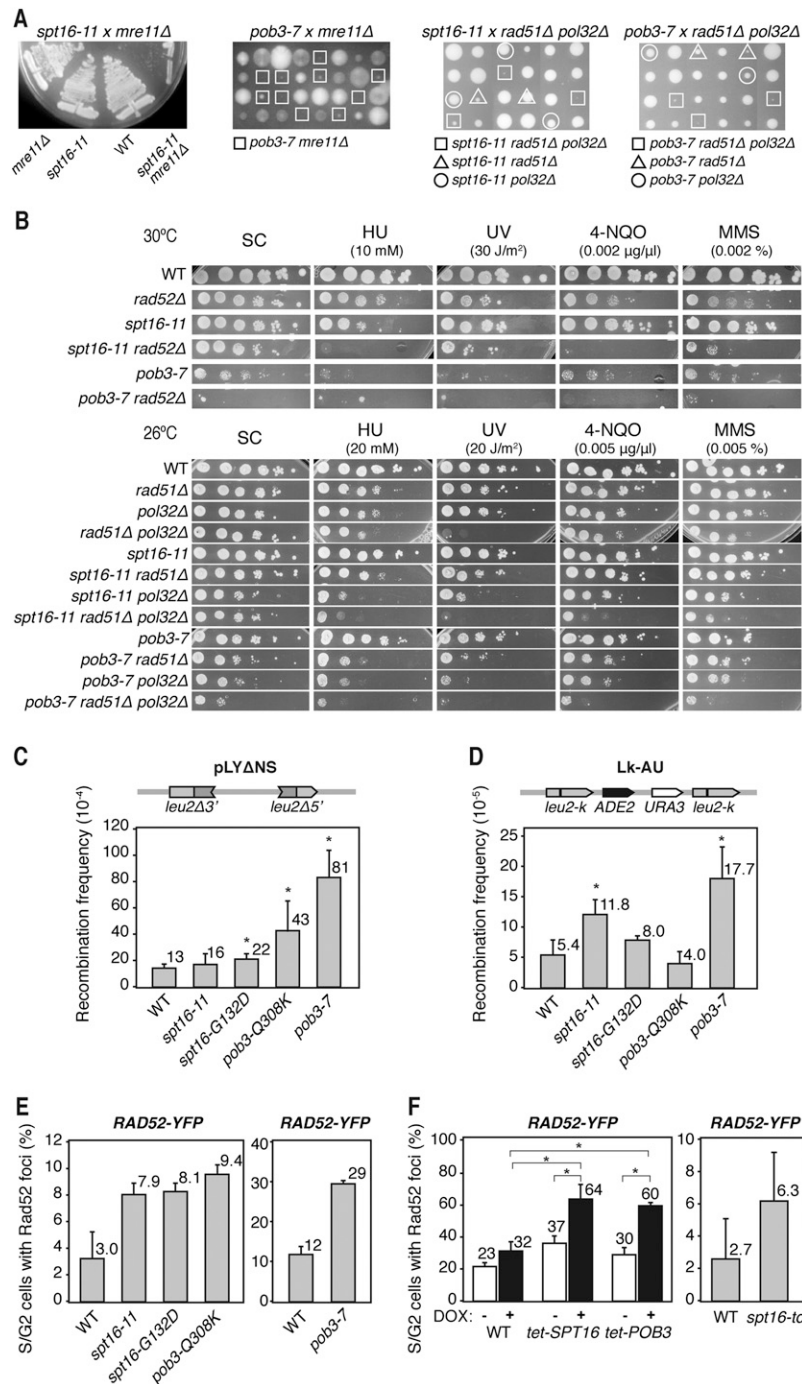 A
spt16-11 x mre11Δ
pob3-7 x mre11Δ
spt16-11 x rad51Δ pol32Δ
pob3-7 x rad51Δ pol32Δ
mre11Δ
spt16-11
WT
spt16-11 mre11Δ
pob3-7 mre11Δ
spt16-11 rad51Δ pol32Δ
spt16-11 rad51Δ
spt16-11 pol32Δ
pob3-7 rad51Δ pol32Δ
pob3-7 rad51Δ
pob3-7 pol32Δ
B
30ºC SC HU UV 4-NQO MMS
(10 mM) (30 J/m²) (0.002 µg/µl) (0.002 %)
WT
rad52Δ
spt16-11
spt16-11 rad52Δ
pob3-7
pob3-7 rad52Δ
26ºC SC HU UV 4-NQO MMS
(20 mM) (20 J/m²) (0.005 µg/µl) (0.005 %)
WT
rad51Δ
pol32Δ
rad51Δ pol32Δ
spt16-11
spt16-11 rad51Δ
spt16-11 pol32Δ
spt16-11 rad51Δ pol32Δ
pob3-7
pob3-7 rad51Δ
pob3-7 pol32Δ
pob3-7 rad51Δ pol32Δ
C
pLYΔNS
leu2Δ3' leu2Δ5'
Recombination frequency (10⁻⁴)
120
100
80
60
40
20
0
13
16
* 22
* 43
* 81
WT
spt16-11
spt16-G132D
pob3-Q308K
pob3-7
D
Lk-AU
leu2-k ADE2 URA3 leu2-k
Recombination frequency (10⁻⁵)
25
20
15
10
5
0
5.4
* 11.8
8.0
4.0
* 17.7
WT
spt16-11
spt16-G132D
pob3-Q308K
pob3-7
E
RAD52-YFP
S/G2 cells with Rad52 foci (%)
12
10
8
6
4
2
0
3.0
7.9
8.1
9.4
WT
spt16-11
spt16-G132D
pob3-Q308K
RAD52-YFP
40
30
20
10
0
12
29
WT
pob3-7
F
RAD52-YFP
S/G2 cells with Rad52 foci (%)
100
80
60
40
20
0
*
* * *
23 32 37 64 30 60
DOX: - + - + - +
WT tet-SPT16 tet-POB3
RAD52-YFP
10
8
6
4
2
0
2.7
6.3
WT